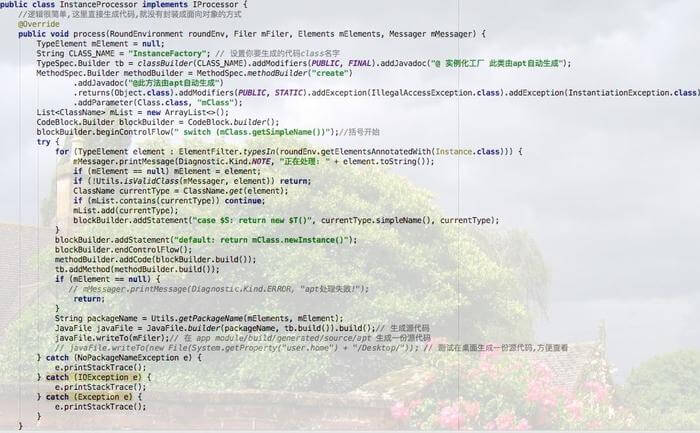 public class InstanceProcessor implements IProcessor {
//逻辑很简单,这里直接生成代码,就没有封装成面向对象的方式
@Override
public void process(RoundEnvironment roundEnv, Filer mFiler, Elements mElements, Messager mMessager) {
TypeElement mElement = null;
String CLASS_NAME = "InstanceFactory"; // 设置你要生成的代码class名字
TypeSpec.Builder tb = classBuilder(CLASS_NAME).addModifiers(PUBLIC, FINAL).addJavadoc("@ 实例化工厂 此类由apt自动生成");
MethodSpec.Builder methodBuilder = MethodSpec.methodBuilder("create")
.addJavadoc("@此方法由apt自动生成")
.returns(Object.class).addModifiers(PUBLIC, STATIC).addException(IllegalAccessException.class).addException(InstantiationException.class)
.addParameter(Class.class, "mClass");
List<ClassName> mList = new ArrayList<>();
CodeBlock.Builder blockBuilder = CodeBlock.builder();
blockBuilder.beginControlFlow(" switch (mClass.getSimpleName())");//括号开始
try {
for (TypeElement element : ElementFilter.typesIn(roundEnv.getElementsAnnotatedWith(Instance.class))) {
mMessager.printMessage(Diagnostic.Kind.NOTE, "正在处理: " + element.toString());
if (mElement == null) mElement = element;
if (!Utils.isValidClass(mMessager, element)) return;
ClassName currentType = ClassName.get(element);
if (mList.contains(currentType)) continue;
mList.add(currentType);
blockBuilder.addStatement("case $S: return new $T()", currentType.simpleName(), currentType);
}
blockBuilder.addStatement("default: return mClass.newInstance()");
blockBuilder.endControlFlow();
methodBuilder.addCode(blockBuilder.build());
tb.addMethod(methodBuilder.build());
if (mElement == null) {
// mMessager.printMessage(Diagnostic.Kind.ERROR, "apt处理失败!");
return;
}
String packageName = Utils.getPackageName(mElements, mElement);
JavaFile javaFile = JavaFile.builder(packageName, tb.build()).build();// 生成源代码
javaFile.writeTo(mFiler);// 在 app module/build/generated/source/apt 生成一份源代码
// javaFile.writeTo(new File(System.getProperty("user.home") + "/Desktop/")); // 测试在桌面生成一份源代码,方便查看
} catch (NoPackageNameException e) {
e.printStackTrace();
} catch (IOException e) {
e.printStackTrace();
} catch (Exception e) {
e.printStackTrace();
}
}